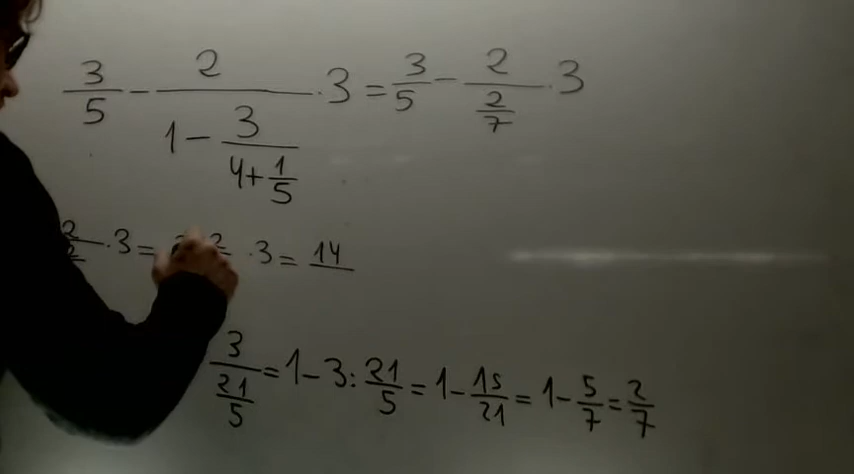 3/5 - 2/(1 - 3/(4 + 1/5)) · 3 = 3/5 - 2/(2/7) · 3
· 3 = · 3 = 14
3/(21/5) = 1 - 3 : 21/5 = 1 - 15/21 = 1 - 5/7 = 2/7